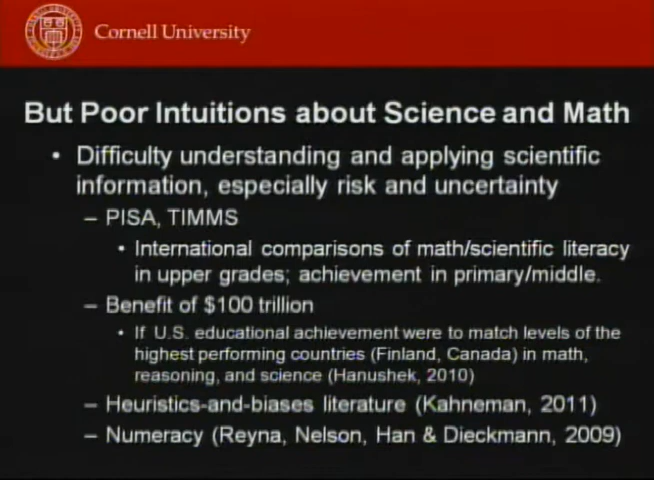 Cornell University
But Poor Intuitions about Science and Math
• Difficulty understanding and applying scientific
information, especially risk and uncertainty
– PISA, TIMMS
• International comparisons of math/scientific literacy
in upper grades; achievement in primary/middle.
– Benefit of $100 trillion
• If U.S. educational achievement were to match levels of the
highest performing countries (Finland, Canada) in math,
reasoning, and science (Hanushek, 2010)
– Heuristics-and-biases literature (Kahneman, 2011)
– Numeracy (Reyna, Nelson, Han & Dieckmann, 2009)